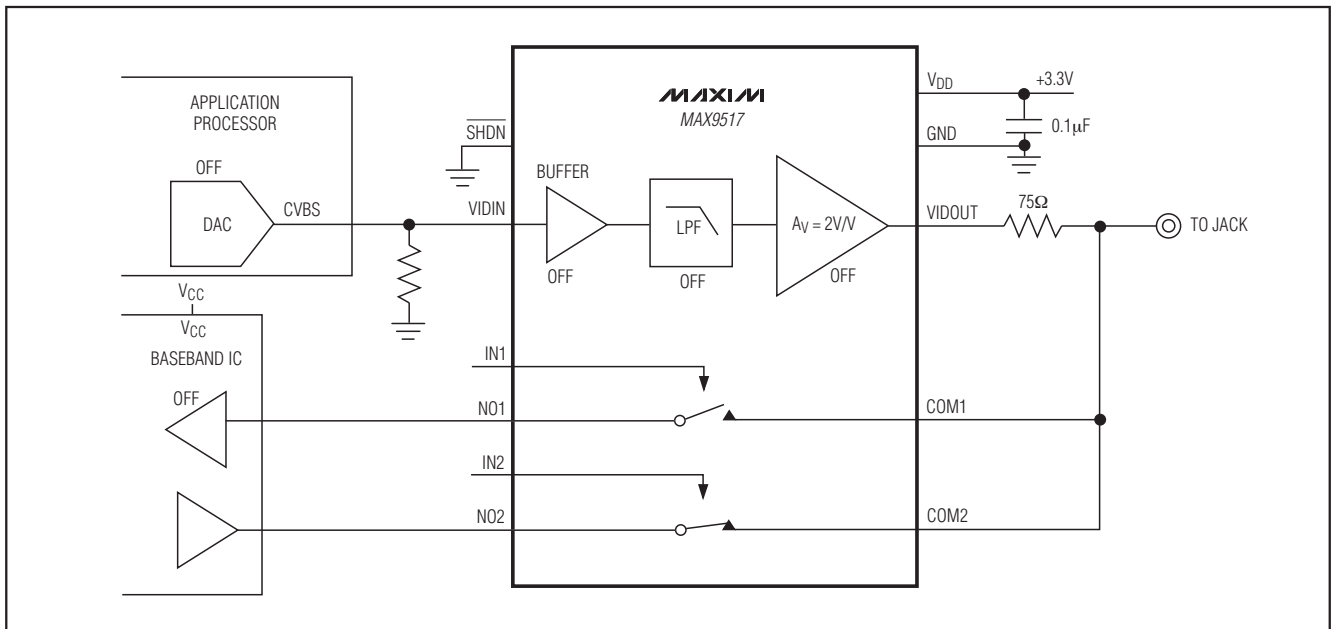 APPLICATION
PROCESSOR
OFF
DAC
CVBS
VCC
VCC
BASEBAND IC
OFF
SHDN
VIDIN
IN1
NO1
IN2
NO2
MAXIM
MAX9517
BUFFER
OFF
LPF
OFF
AV = 2V/V
OFF
VDD
+3.3V
0.1μF
GND
VIDOUT
75Ω
TO JACK
COM1
COM2